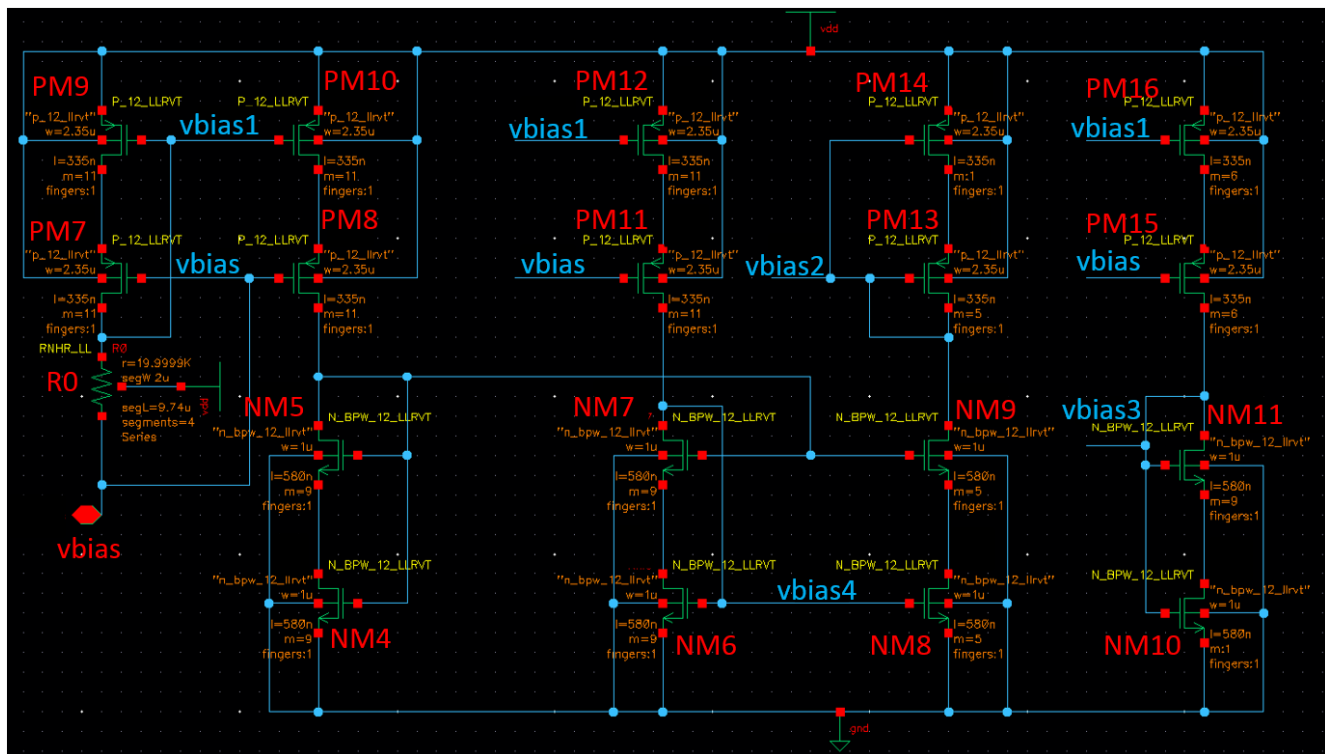 vdd
PM9
P_12_LLRVT
"p_12_llrvt"
w=2.35u
l=335n
m=11
fingers:1
vbias1
PM10
P_12_LLRVT
"p_12_llrvt"
w=2.35u
l=335n
m=11
fingers:1
vbias1
PM12
P_12_LLRVT
"p_12_llrvt"
w=2.35u
l=335n
m=11
fingers:1
PM14
P_12_LLRVT
"p_12_llrvt"
w=2.35u
l=335n
m:1
fingers:1
vbias1
PM16
P_12_LLRVT
"p_12_llrvt"
w=2.35u
l=335n
m=6
fingers:1
PM7
P_12_LLRVT
"p_12_llrvt"
w=2.35u
l=335n
m=11
fingers:1
vbias
PM8
P_12_LLRVT
"p_12_llrvt"
w=2.35u
l=335n
m=11
fingers:1
vbias
PM11
P_12_LLRVT
"p_12_llrvt"
w=2.35u
l=335n
m=11
fingers:1
vbias2
PM13
P_12_LLRVT
"p_12_llrvt"
w=2.35u
l=335n
m=5
fingers:1
vbias
PM15
P_12_LLRVT
"p_12_llrvt"
w=2.35u
l=335n
m=6
fingers:1
RNHR_LL
R0
R0
r=19.9999K
segW 2u
segL=9.74u
segments=4
Series
vdd
vbias
NM5
N_BPW_12_LLRVT
"n_bpw_12_llrvt"
w=1u
l=580n
m=9
fingers:1
NM7
N_BPW_12_LLRVT
"n_bpw_12_llrvt"
w=1u
l=580n
m=9
fingers:1
NM9
N_BPW_12_LLRVT
"n_bpw_12_llrvt"
w=1u
l=580n
m=5
fingers:1
vbias3
NM11
N_BPW_12_LLRVT
"n_bpw_12_llrvt"
w=1u
l=580n
m=9
fingers:1
N_BPW_12_LLRVT
"n_bpw_12_llrvt"
w=1u
l=580n
m=9
fingers:1
NM4
N_BPW_12_LLRVT
w=1u
l=580n
m=9
fingers:1
NM6
vbias4
N_BPW_12_LLRVT
"n_bpw_12_llrvt"
w=1u
l=580n
m=5
fingers:1
NM8
N_BPW_12_LLRVT
"n_bpw_12_llrvt"
w=1u
l=580n
m:1
fingers:1
NM10
gnd